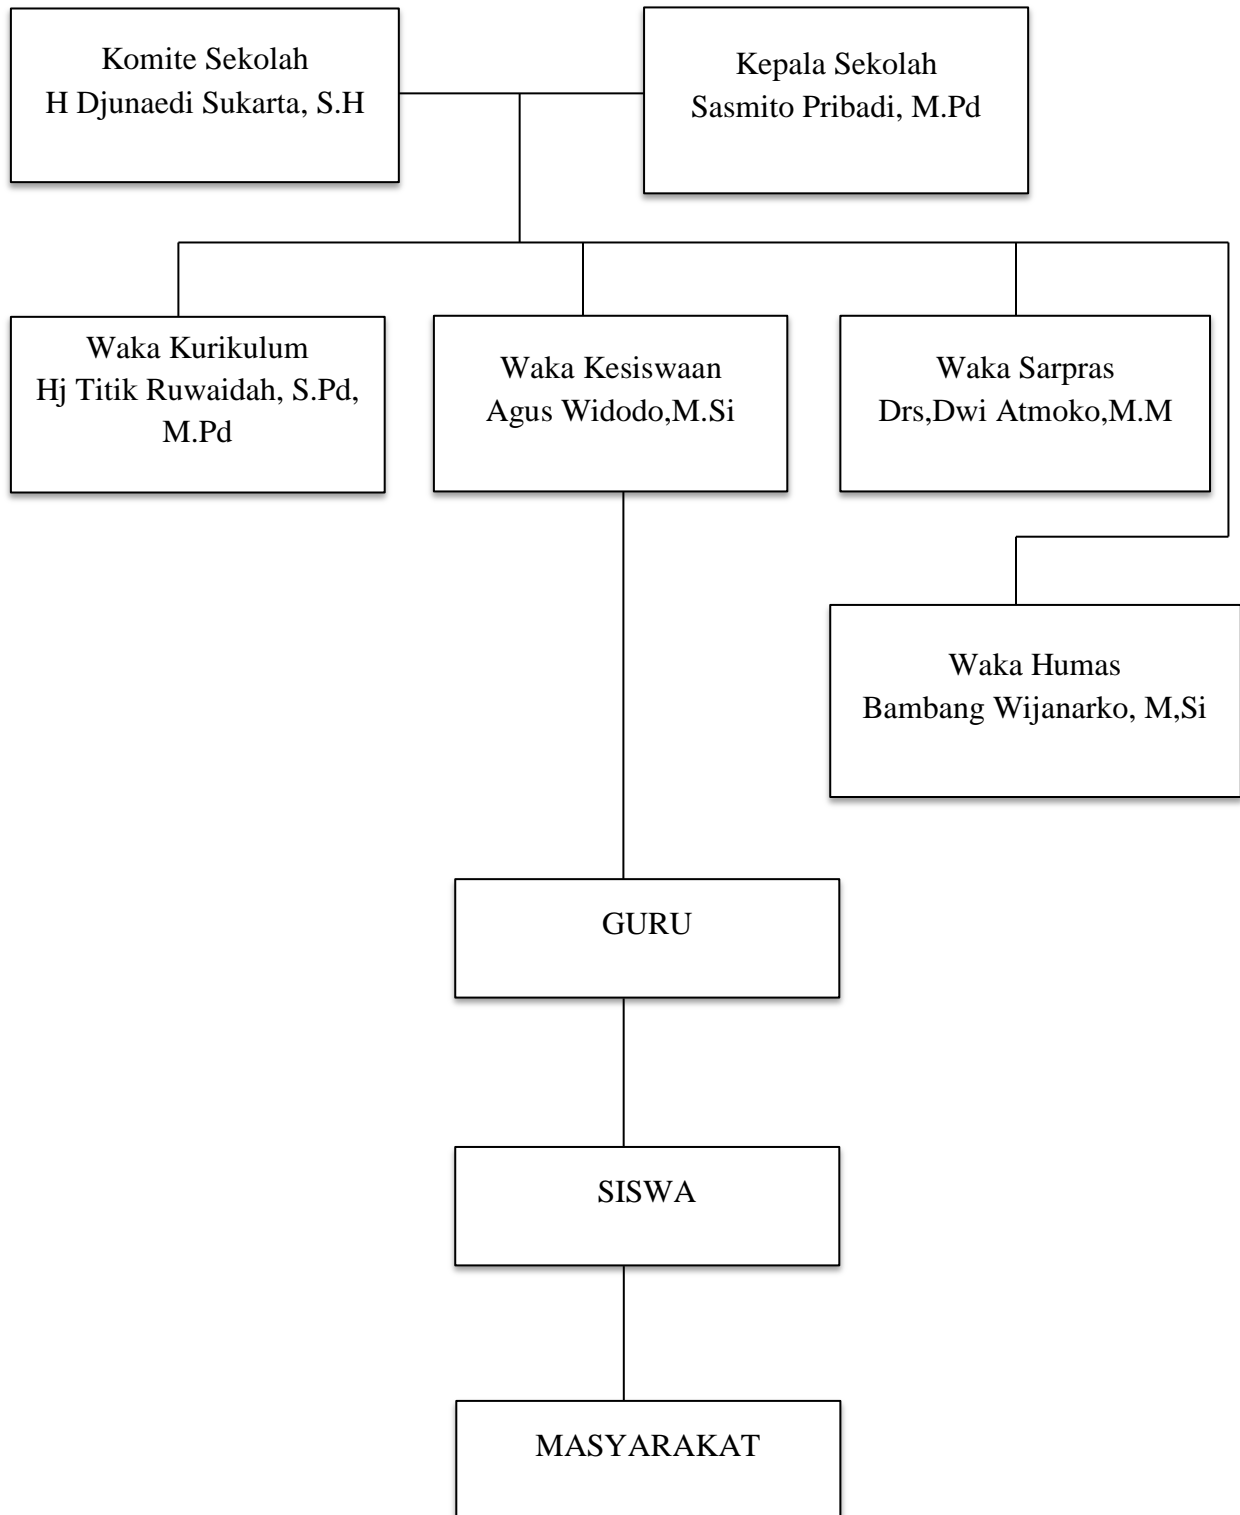 Komite Sekolah
H Djunaedi Sukarta, S.H
Kepala Sekolah
Sasmito Pribadi, M.Pd
Waka Kurikulum
Hj Titik Ruwaidah, S.Pd,
M.Pd
Waka Kesiswaan
Agus Widodo,M.Si
Waka Sarpras
Drs,Dwi Atmoko,M.M
Waka Humas
Bambang Wijanarko, M,Si
GURU
SISWA
MASYARAKAT